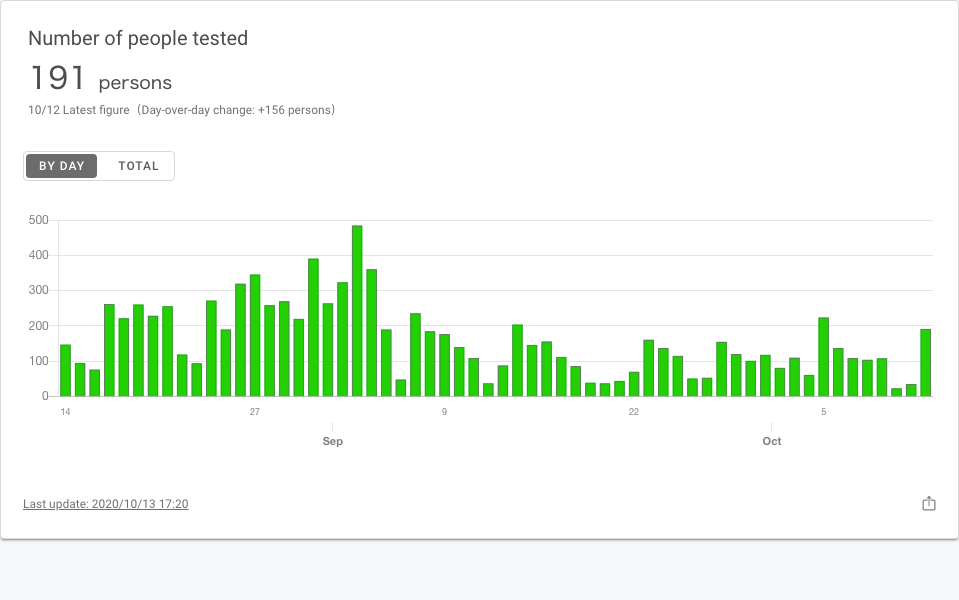 Number of people tested
191 persons
10/12 Latest figure（Day-over-day change: +156 persons）
BY DAY TOTAL
500
400
300
200
100
0
14 27 9 22 5
Sep Oct
Last update: 2020/10/13 17:20